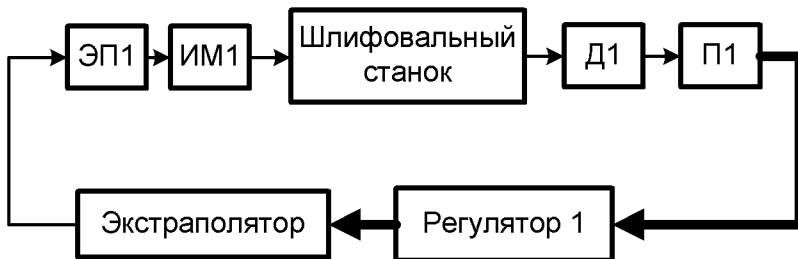 ЭП1
ИМ1
Шлифовальный
станок
Д1
П1
Экстраполятор
Регулятор 1